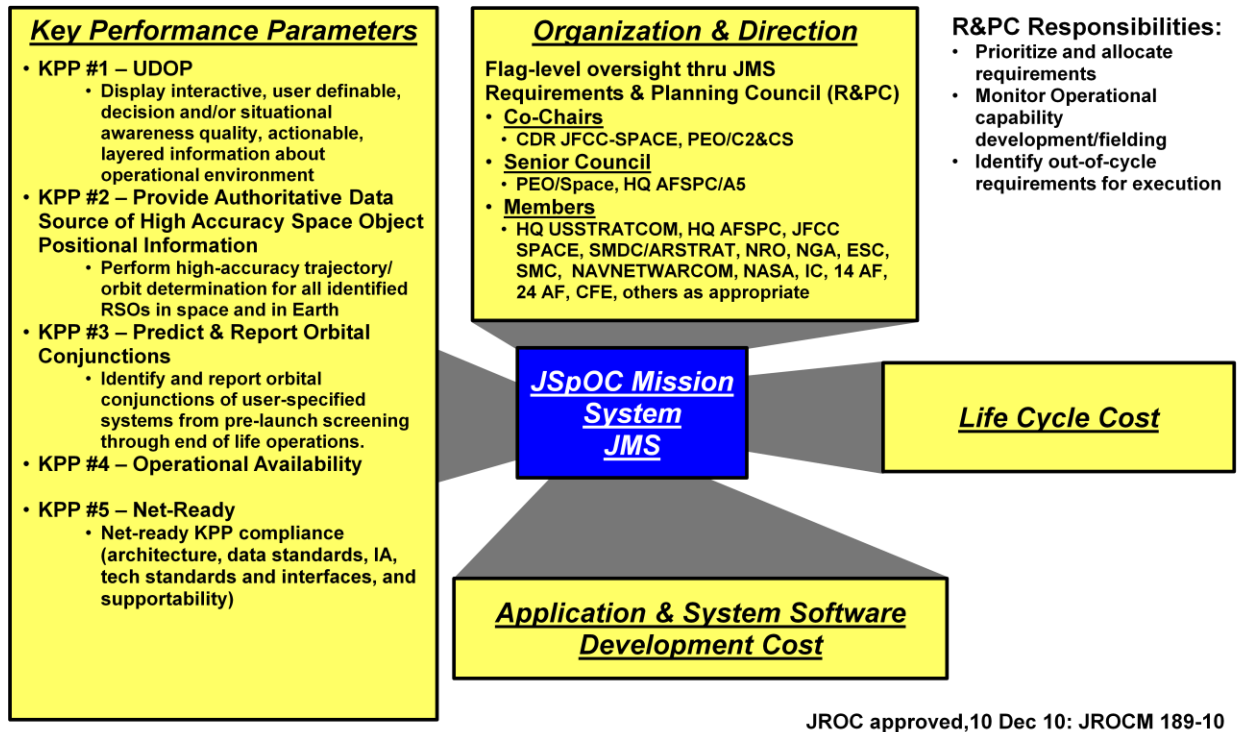 Key Performance Parameters
• KPP #1 – UDOP
• Display interactive, user definable,
decision and/or situational
awareness quality, actionable,
layered information about
operational environment
• KPP #2 – Provide Authoritative Data
Source of High Accuracy Space Object
Positional Information
• Perform high-accuracy trajectory/
orbit determination for all identified
RSOs in space and in Earth
• KPP #3 – Predict & Report Orbital
Conjunctions
• Identify and report orbital
conjunctions of user-specified
systems from pre-launch screening
through end of life operations.
• KPP #4 – Operational Availability
• KPP #5 – Net-Ready
• Net-ready KPP compliance
(architecture, data standards, IA,
tech standards and interfaces, and
supportability)
Organization & Direction
Flag-level oversight thru JMS
Requirements & Planning Council (R&PC)
• Co-Chairs
• CDR JFCC-SPACE, PEO/C2&CS
• Senior Council
• PEO/Space, HQ AFSPC/A5
• Members
• HQ USSTRATCOM, HQ AFSPC, JFCC
SPACE, SMDC/ARSTRAT, NRO, NGA, ESC,
SMC, NAVNETWARCOM, NASA, IC, 14 AF,
24 AF, CFE, others as appropriate
R&PC Responsibilities:
• Prioritize and allocate
requirements
• Monitor Operational
capability
development/fielding
• Identify out-of-cycle
requirements for execution
JSpOC Mission
System
JMS
Life Cycle Cost
Application & System Software
Development Cost
JROC approved,10 Dec 10: JROCM 189-10